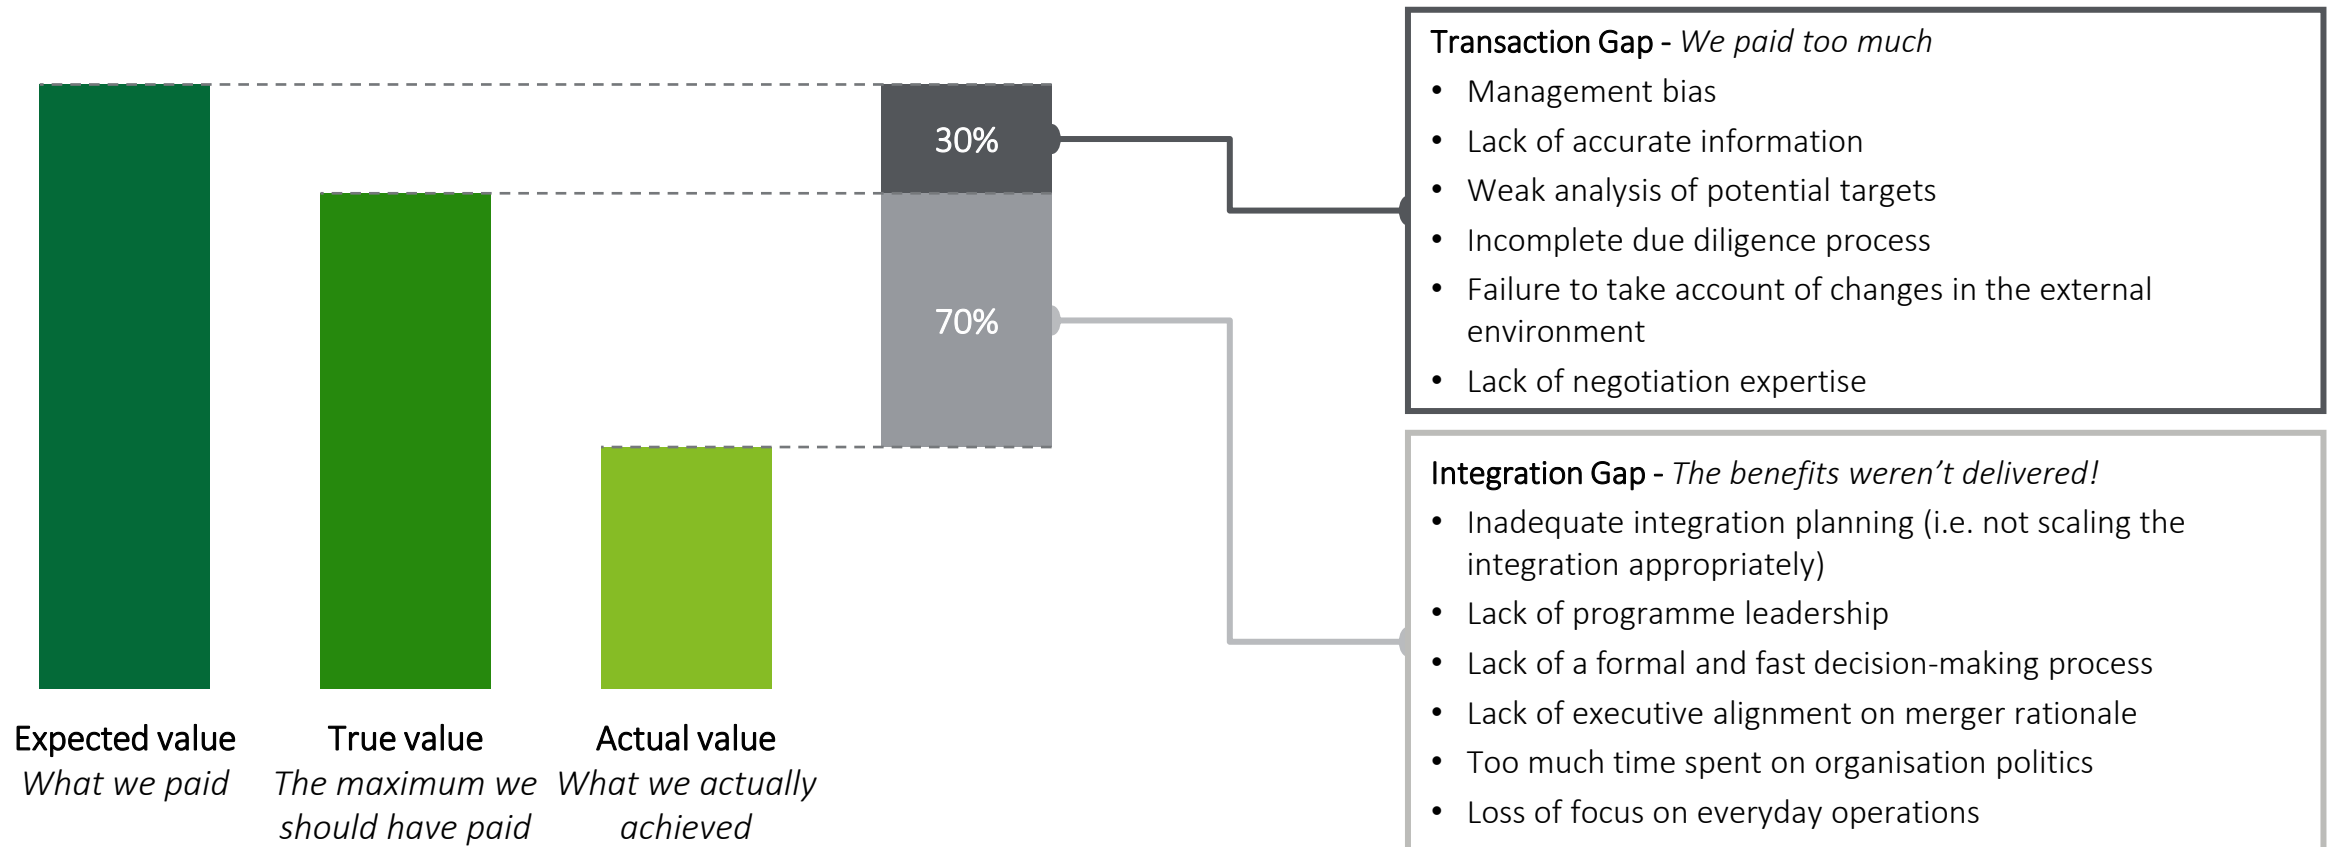 30%
70%
Expected value
What we paid
True value
The maximum we
should have paid
Actual value
What we actually
achieved
Transaction Gap - We paid too much
• Management bias
• Lack of accurate information
• Weak analysis of potential targets
• Incomplete due diligence process
• Failure to take account of changes in the external
environment
• Lack of negotiation expertise
Integration Gap - The benefits weren’t delivered!
• Inadequate integration planning (i.e. not scaling the
integration appropriately)
• Lack of programme leadership
• Lack of a formal and fast decision-making process
• Lack of executive alignment on merger rationale
• Too much time spent on organisation politics
• Loss of focus on everyday operations